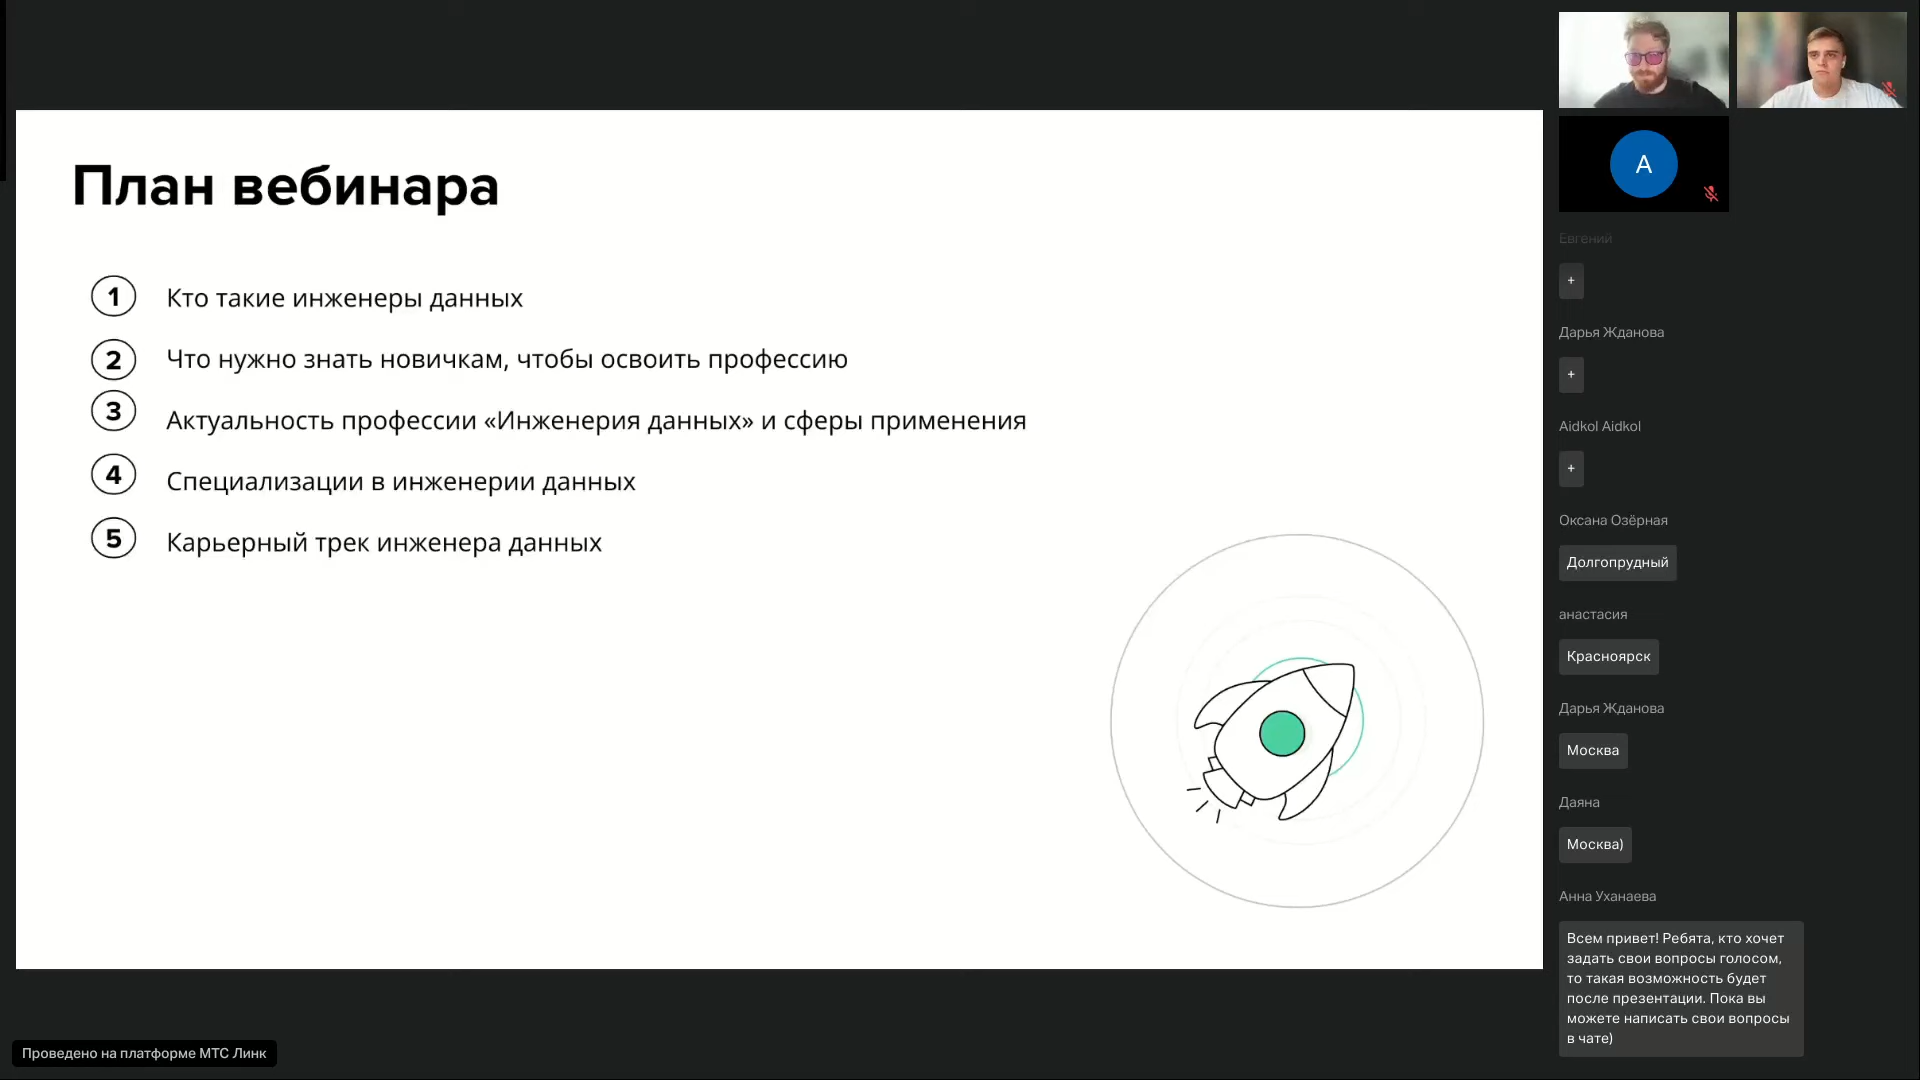 План вебинара
1 Кто такие инженеры данных
2 Что нужно знать новичкам, чтобы освоить профессию
3 Актуальность профессии «Инженерия данных» и сферы применения
4 Специализации в инженерии данных
5 Карьерный трек инженера данных
Проведено на платформе МТС Линк
А
Евгений
+
Дарья Жданова
+
Aidkol Aidkol
+
Оксана Озёрная
Долгопрудный
анастасия
Красноярск
Дарья Жданова
Москва
Даяна
Москва)
Анна Уханаева
Всем привет! Ребята, кто хочет
задать свои вопросы голосом,
то такая возможность будет
после презентации. Пока вы
можете написать свои вопросы
в чате)